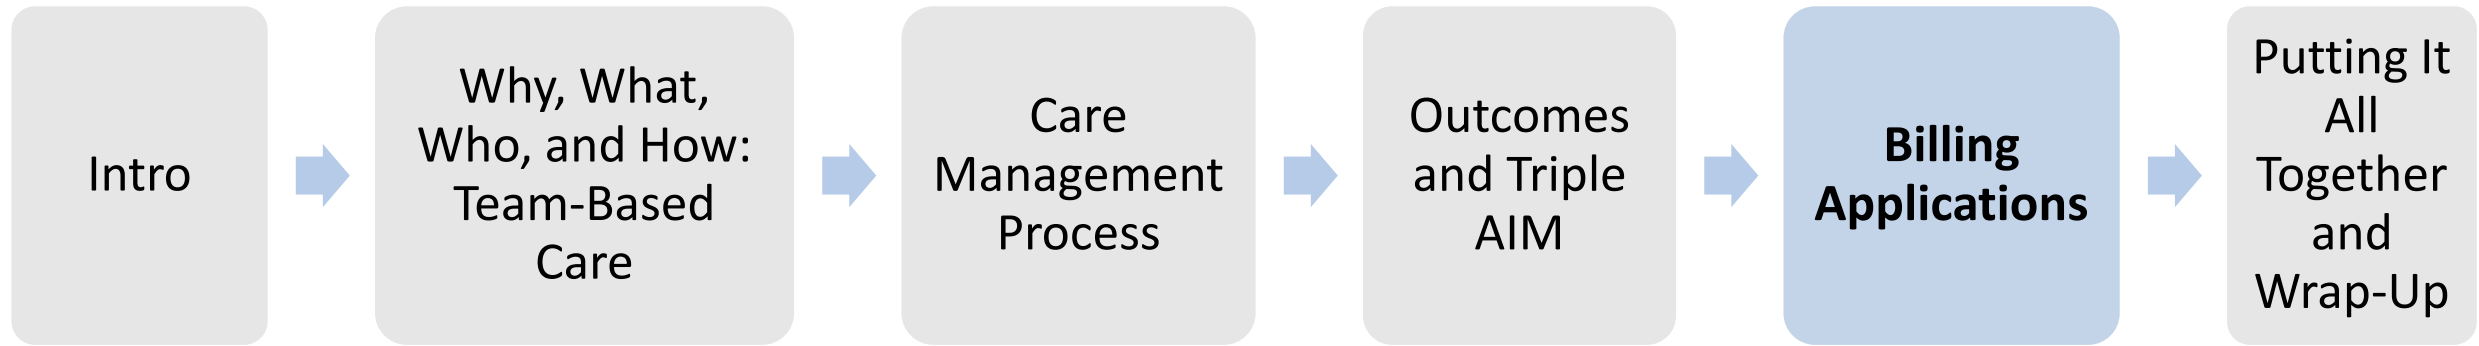 Intro
Why, What,
Who, and How:
Team-Based
Care
Care
Management
Process
Outcomes
and Triple
AIM
Billing
Applications
Putting It
All
Together
and
Wrap-Up